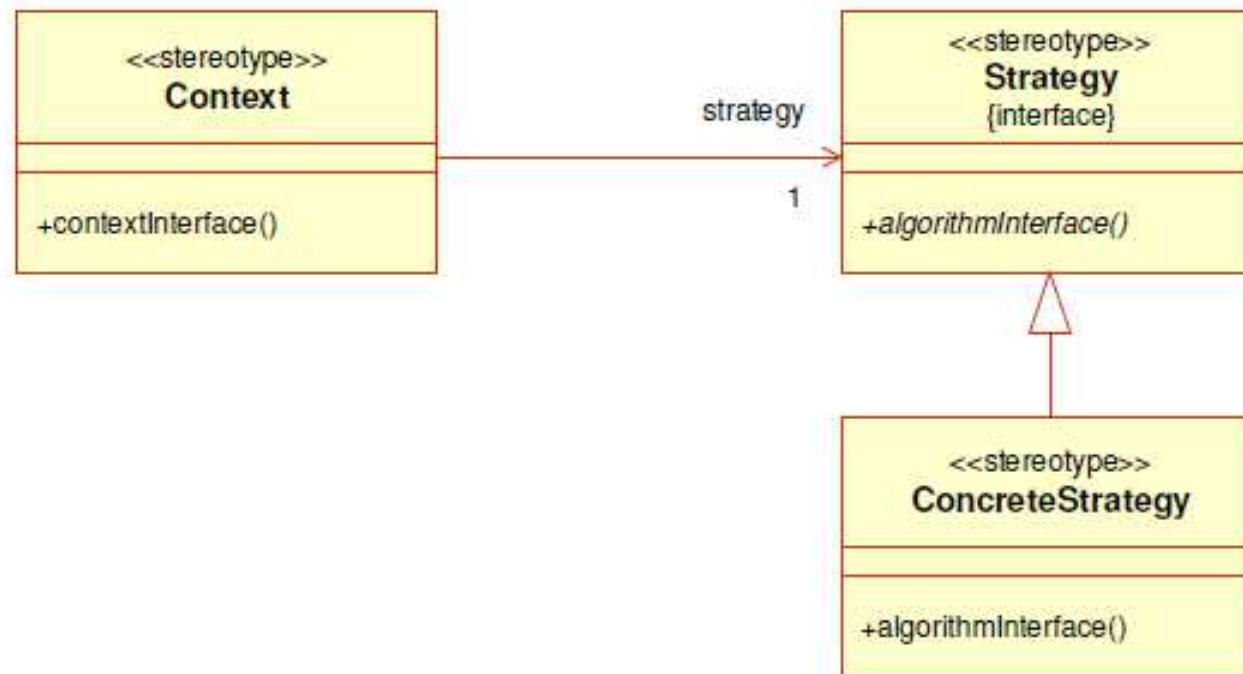 <<stereotype>>
Context
+contextInterface()
strategy
1
<<stereotype>>
Strategy
{interface}
+algorithmInterface()
<<stereotype>>
ConcreteStrategy
+algorithmInterface()